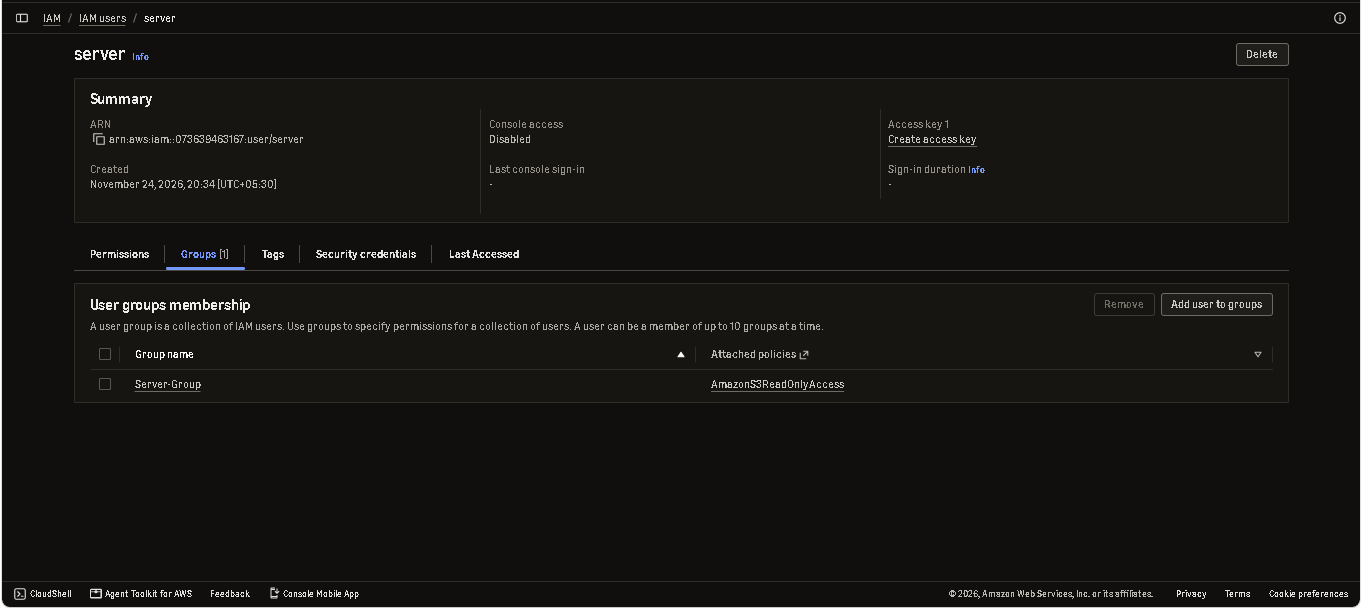 IAM / IAM users / server
server Info
Delete
Summary
ARN
arn:aws:iam::073639463167:user/server
Created
November 24, 2026, 20:34 (UTC+05:30)
Console access
Disabled
Last console sign-in
-
Access key 1
Create access key
Sign-in duration Info
-
Permissions
Groups (1)
Tags
Security credentials
Last Accessed
User groups membership
Remove
Add user to groups
A user group is a collection of IAM users. Use groups to specify permissions for a collection of users. A user can be a member of up to 10 groups at a time.
Group name
Attached policies
Server-Group
AmazonS3ReadOnlyAccess
CloudShell
Agent Toolkit for AWS
Feedback
Console Mobile App
© 2026, Amazon Web Services, Inc. or its affiliates.
Privacy
Terms
Cookie preferences